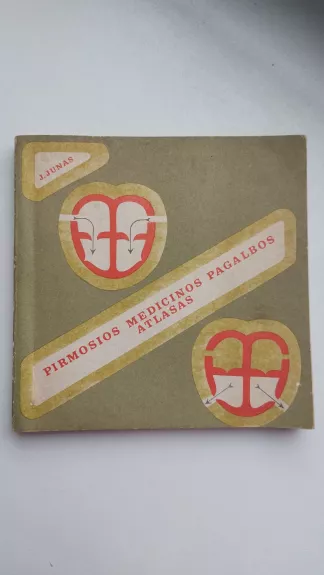 J.JUNAS
PIRMOSIOS MEDICINOS PAGALBOS
ATLASAS